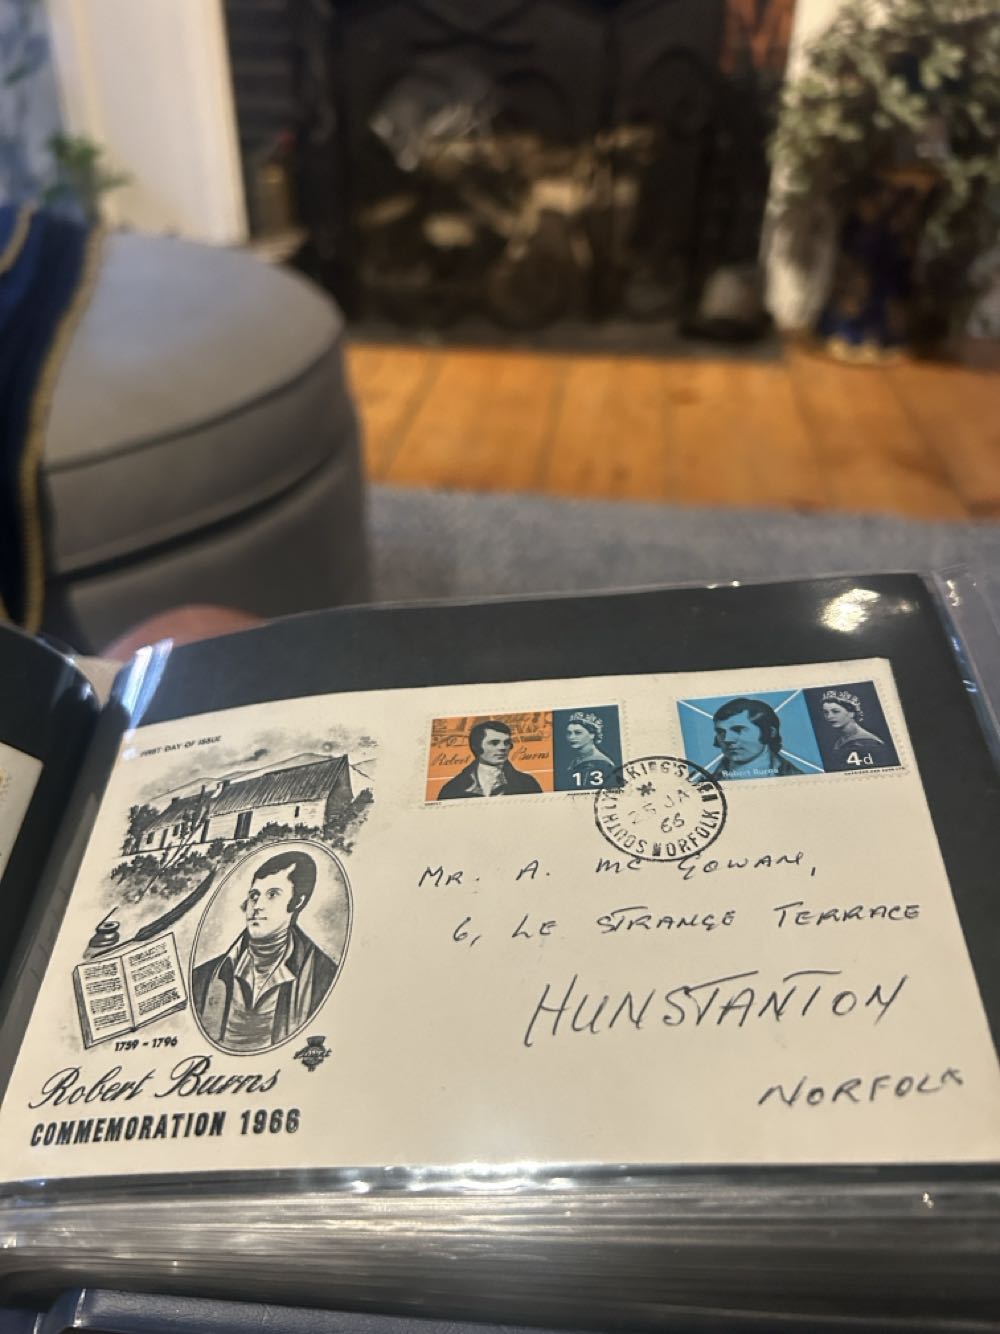 FIRST DAY OF ISSUE
Robert Burns
1/3
Robert Burns
4d
KING'S LYNN
25 JA
66
NORFOLK
MR. A. MC GOWAN,
6, LE STRANGE TERRACE
HUNSTANTON
NORFOLK
1759 - 1796
Robert Burns
COMMEMORATION 1966